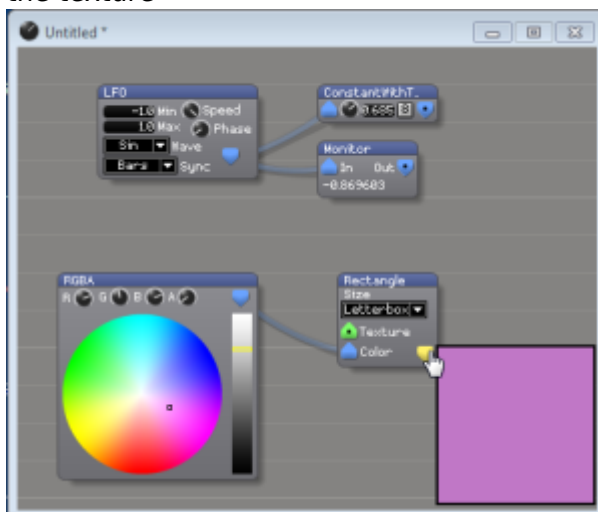 the texture
Untitled *
LFO
-1.0 Min Speed
1.0 Max Phase
Sin Wave
Bars Sync
ConstantWithT.
0.685 S
Monitor
In Out
-0.869603
RGBA
R G B A
Rectangle
Size
Letterbox
Texture
Color